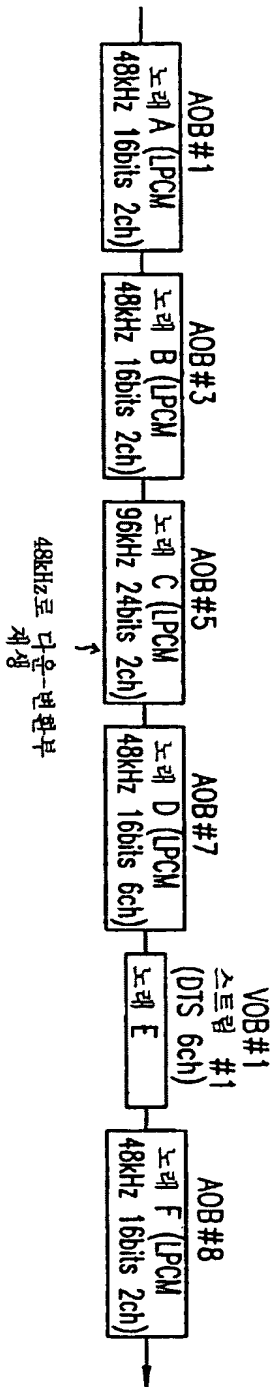 AOB#1
노래 A (LPCM
48kHz 16bits 2ch)
AOB#3
노래 B (LPCM
48kHz 16bits 2ch)
AOB#5
노래 C (LPCM
96kHz 24bits 2ch)
48kHz로 다운-변환부
재생
AOB#7
노래 D (LPCM
48kHz 16bits 6ch)
VOB#1
스트림 #1
(DTS 6ch)
노래 E
AOB#8
노래 F (LPCM
48kHz 16bits 2ch)